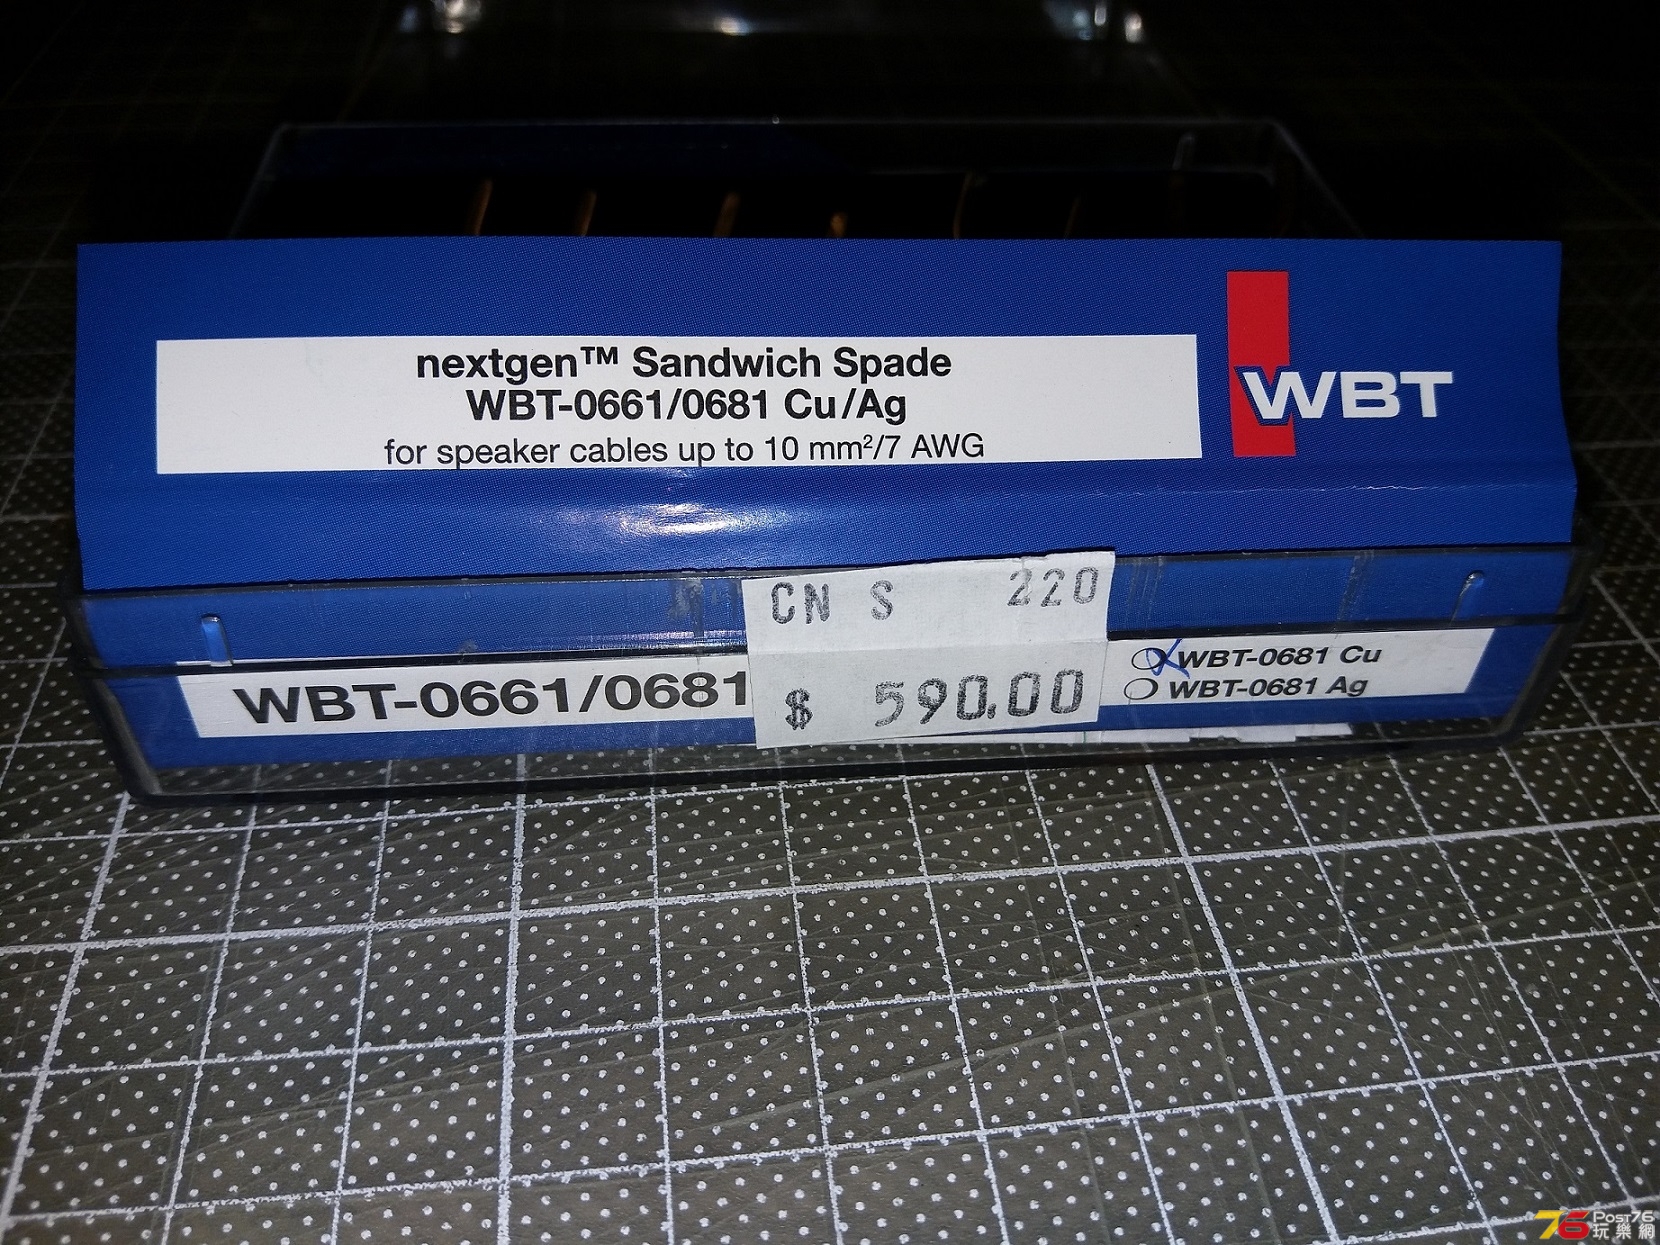 nextgen™ Sandwich Spade
WBT-0661/0681 Cu/Ag
for speaker cables up to 10 mm²/7 AWG
WBT
CN S 220
$ 590.00
WBT-0661/0681
WBT-0681 Cu
WBT-0681 Ag
76 Post76
玩樂網